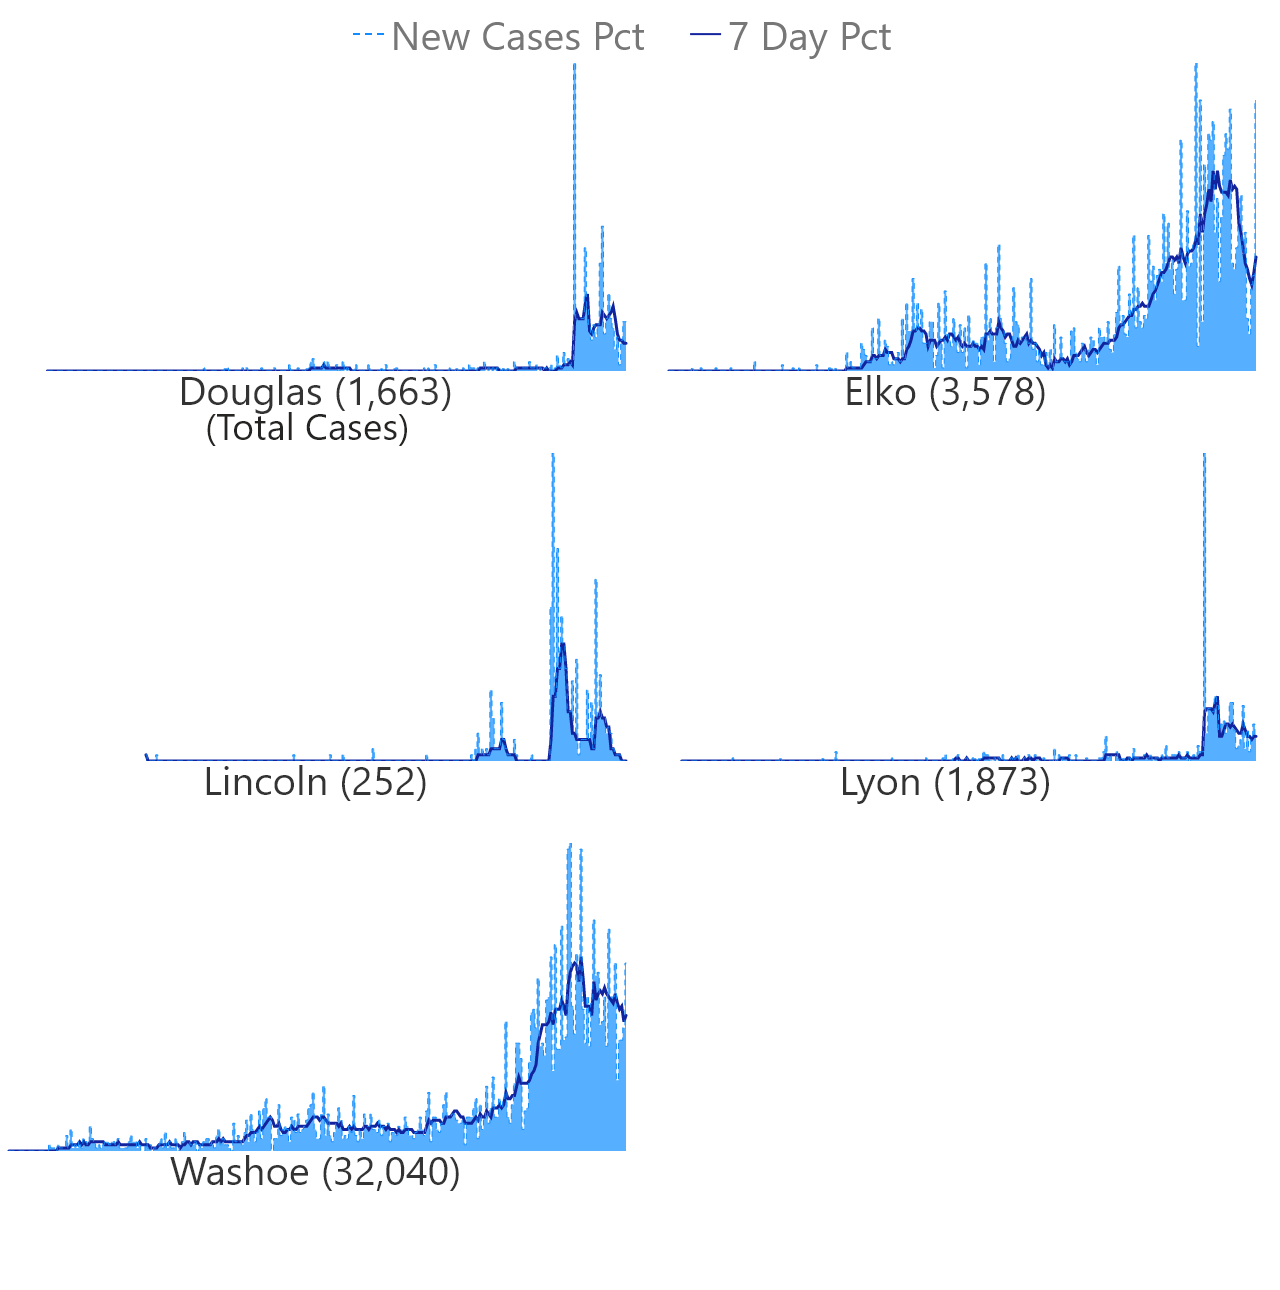 New Cases Pct 7 Day Pct
Douglas (1,663) Elko (3,578)
(Total Cases)
Lincoln (252) Lyon (1,873)
Washoe (32,040)